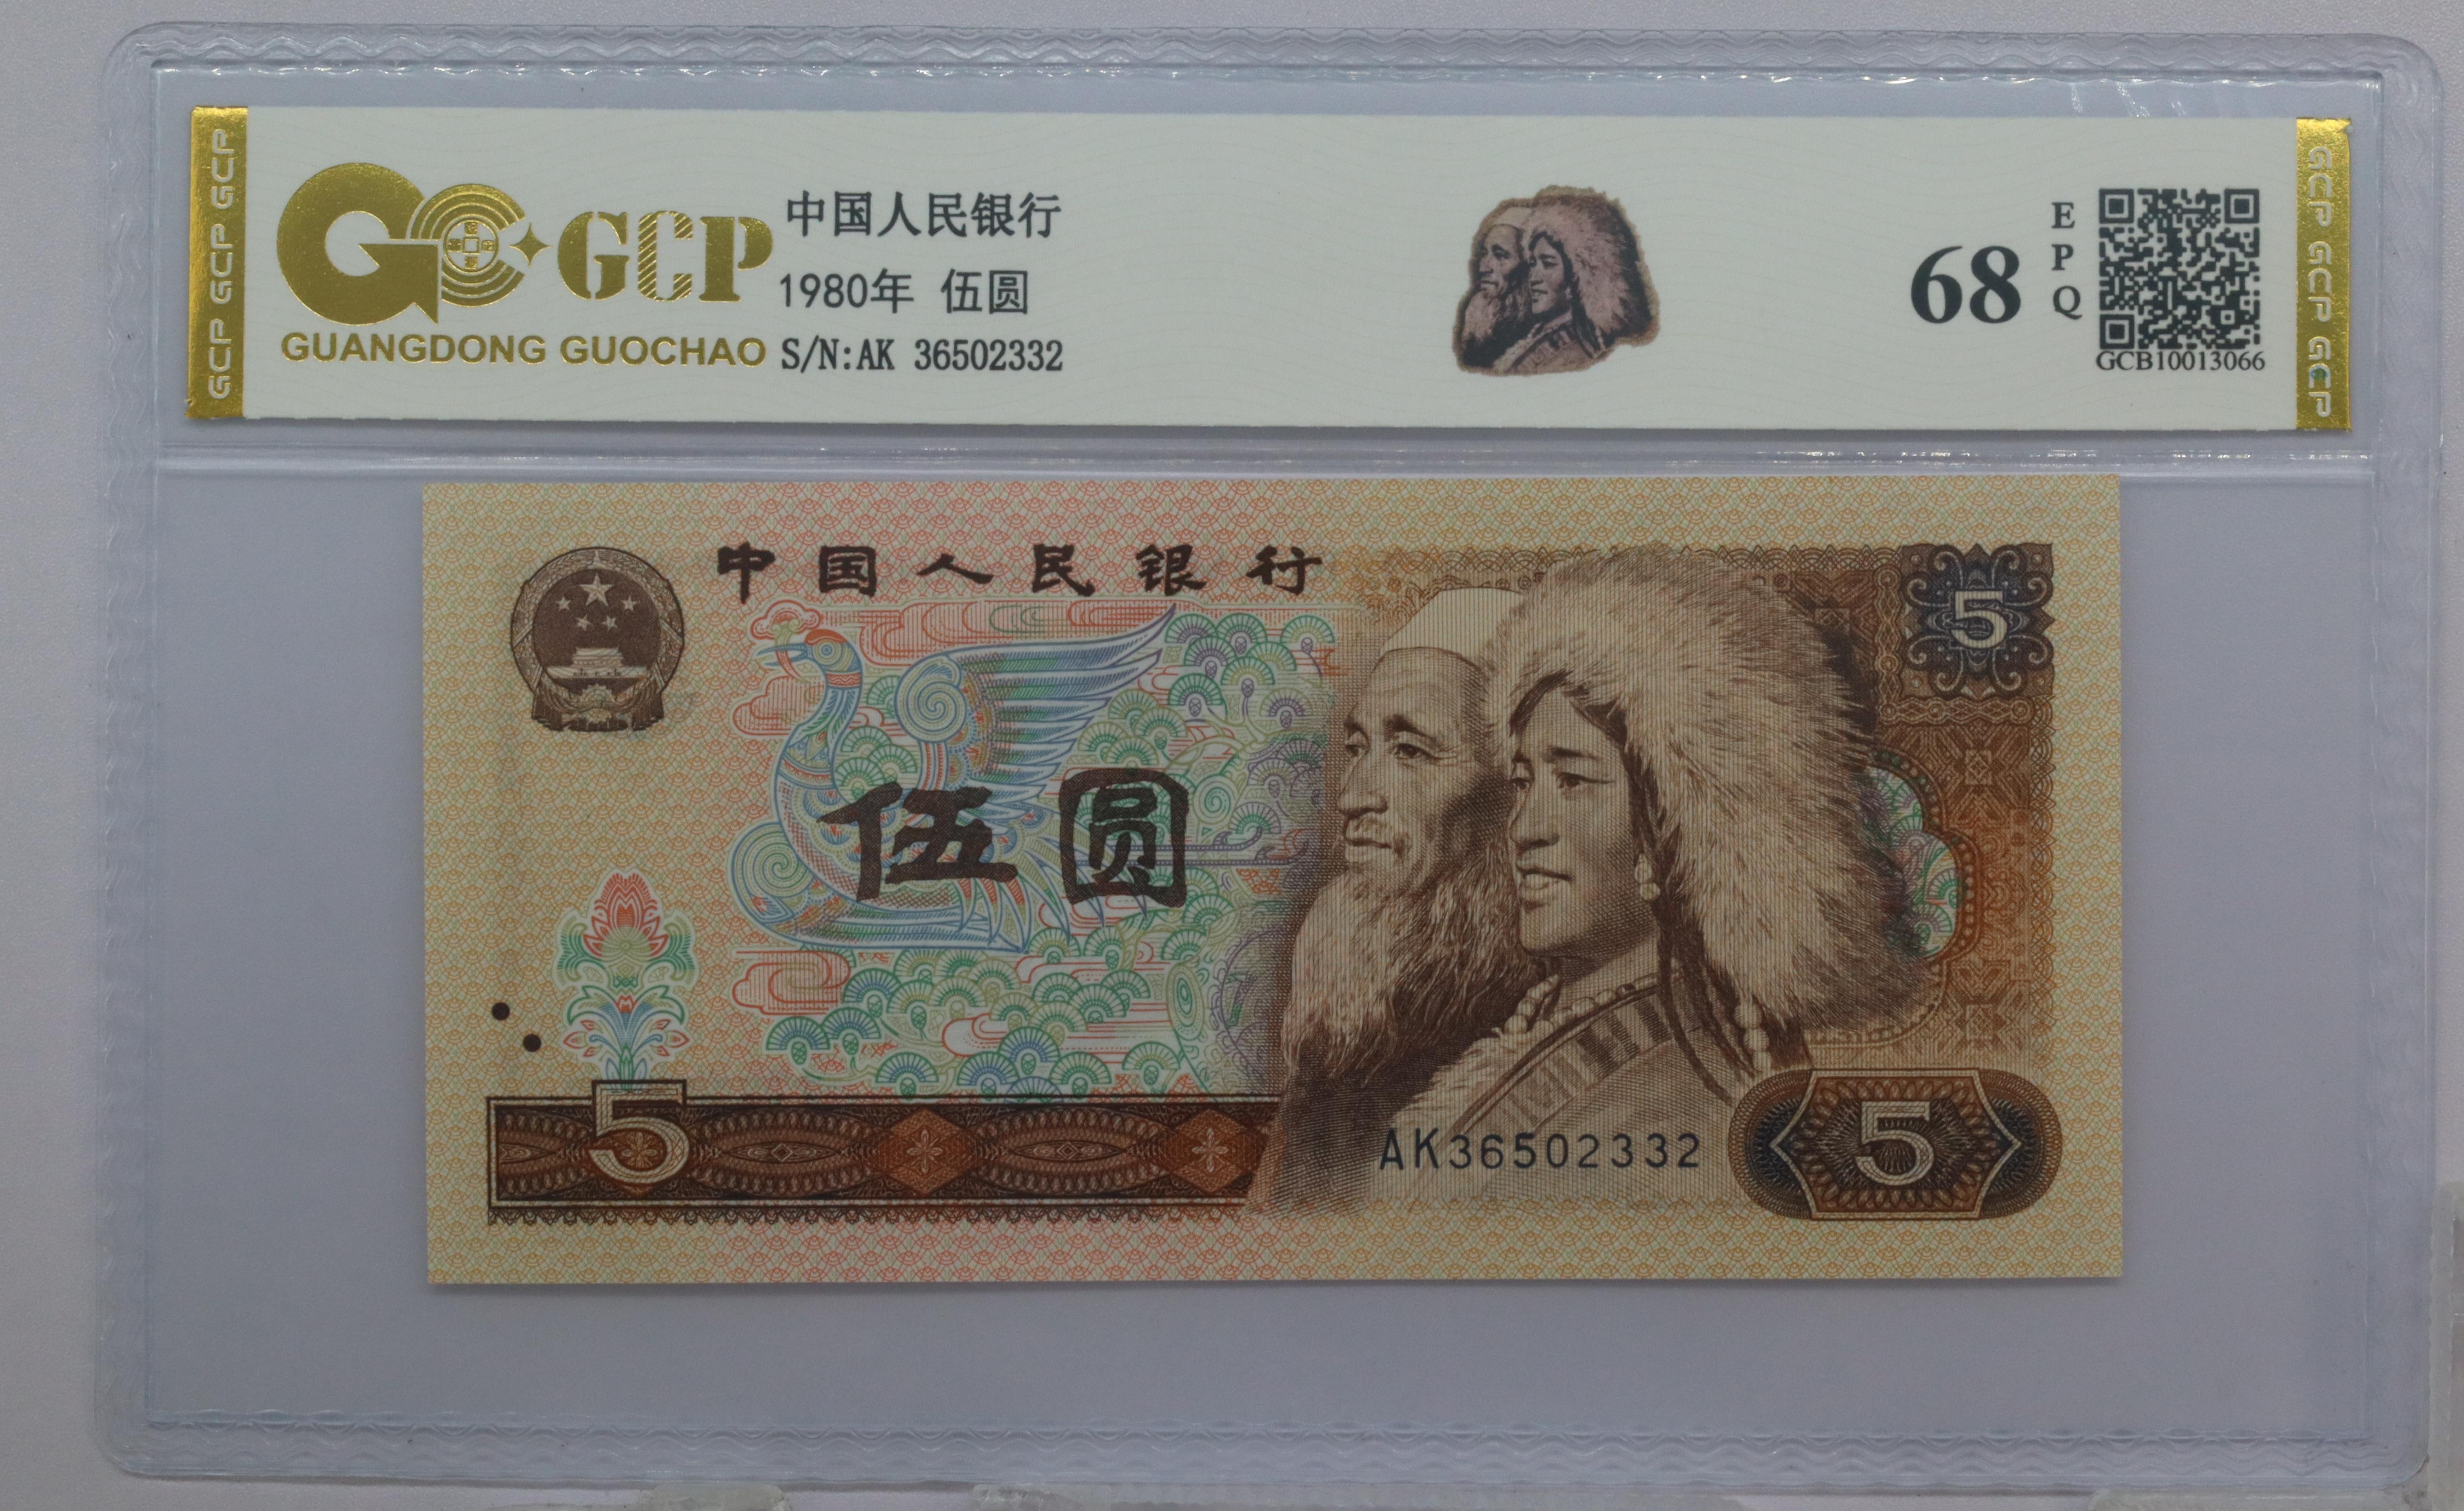 GCP GCP GCP
GCP
GUANGDONG GUOCHAO
中国人民银行
1980年 伍圆
S/N:AK 36502332
68
EPQ
GCB10013066
GCP GCP GCP
中国人民银行
5
伍圆
5
AK36502332
5